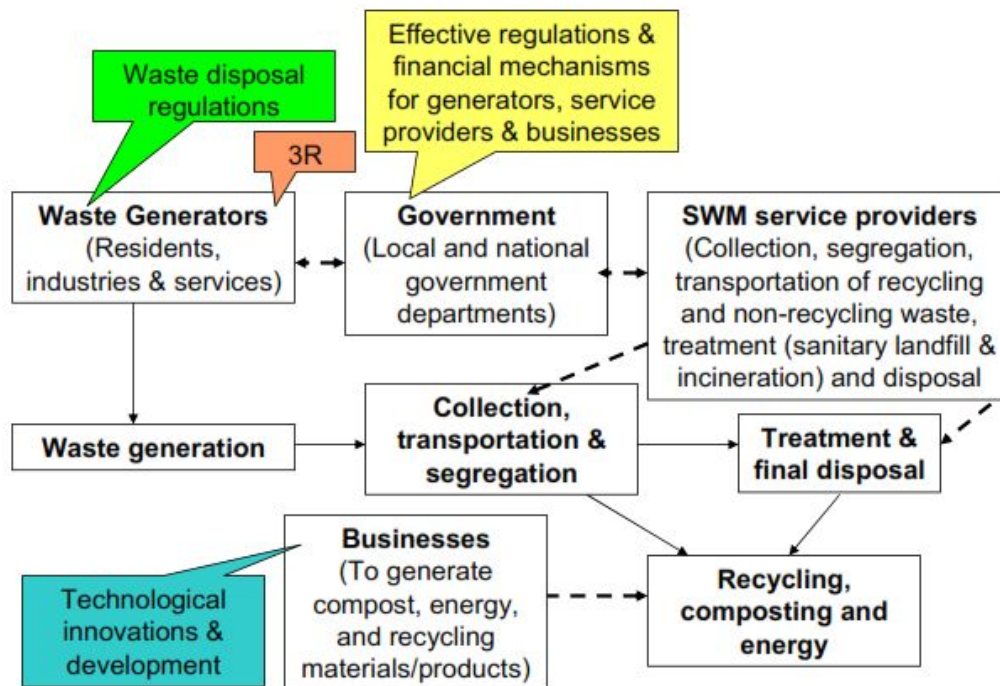 Waste disposal
regulations
3R
Effective regulations &
financial mechanisms
for generators, service
providers & businesses
Waste Generators
(Residents,
industries & services)
Government
(Local and national
government
departments)
SWM service providers
(Collection, segregation,
transportation of recycling
and non-recycling waste,
treatment (sanitary landfill &
incineration) and disposal
Waste generation
Collection,
transportation &
segregation
Treatment &
final disposal
Technological
innovations &
development
Businesses
(To generate
compost, energy,
and recycling
materials/products)
Recycling,
composting and
energy